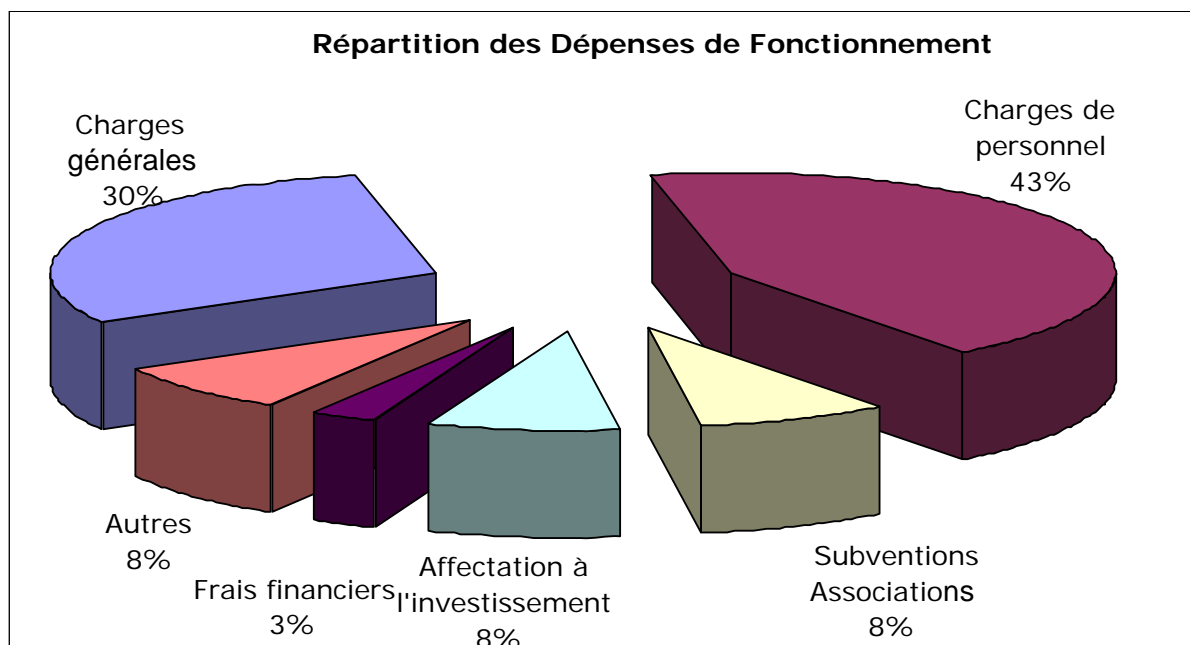 Répartition des Dépenses de Fonctionnement
Charges
générales
30%
Charges de
personnel
43%
Autres
8%
Frais financiers
3%
Affectation à
l'investissement
8%
Subventions
Associations
8%